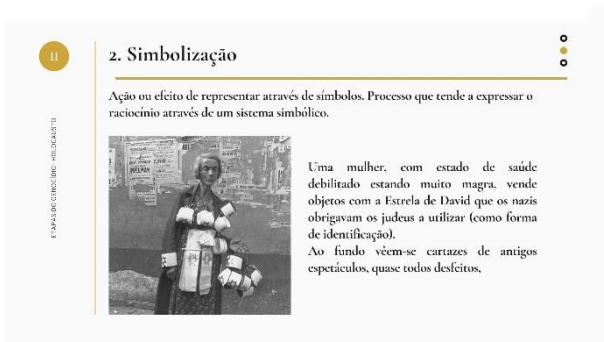 II
2. Simbolização
Ação ou efeito de representar através de símbolos. Processo que tende a expressar o
raciocínio através de um sistema simbólico.
ETAPAS DO GENOCÍDIO: HOLOCAUSTO
Uma mulher, com estado de saúde
debilitado estando muito magra, vende
objetos com a Estrela de David que os nazis
obrigavam os judeus a utilizar (como forma
de identificação).
Ao fundo vêem-se cartazes de antigos
espetáculos, quase todos desfeitos,